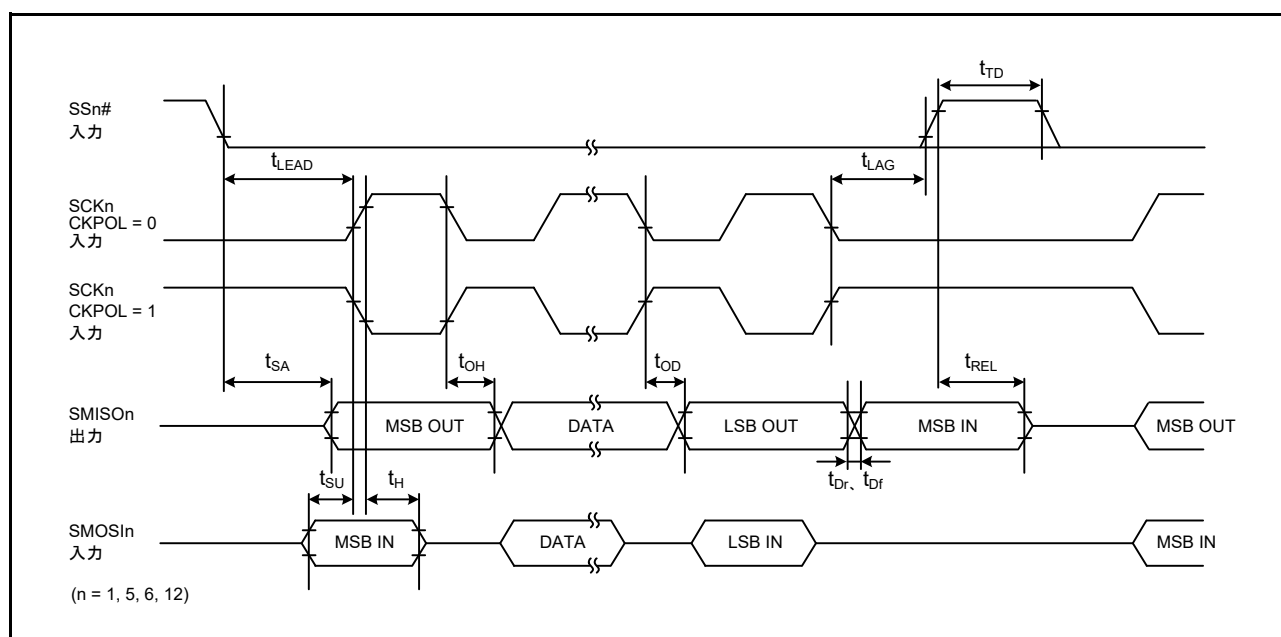 tTD
SSn#
入力
tLEAD
tLAG
SCKn
CKPOL = 0
入力
SCKn
CKPOL = 1
入力
tSA
tOH
tOD
tREL
SMISOn
出力
MSB OUT
DATA
LSB OUT
MSB IN
MSB OUT
tSU
tH
tDr、tDf
SMOSIn
入力
MSB IN
DATA
LSB IN
MSB IN
(n = 1, 5, 6, 12)